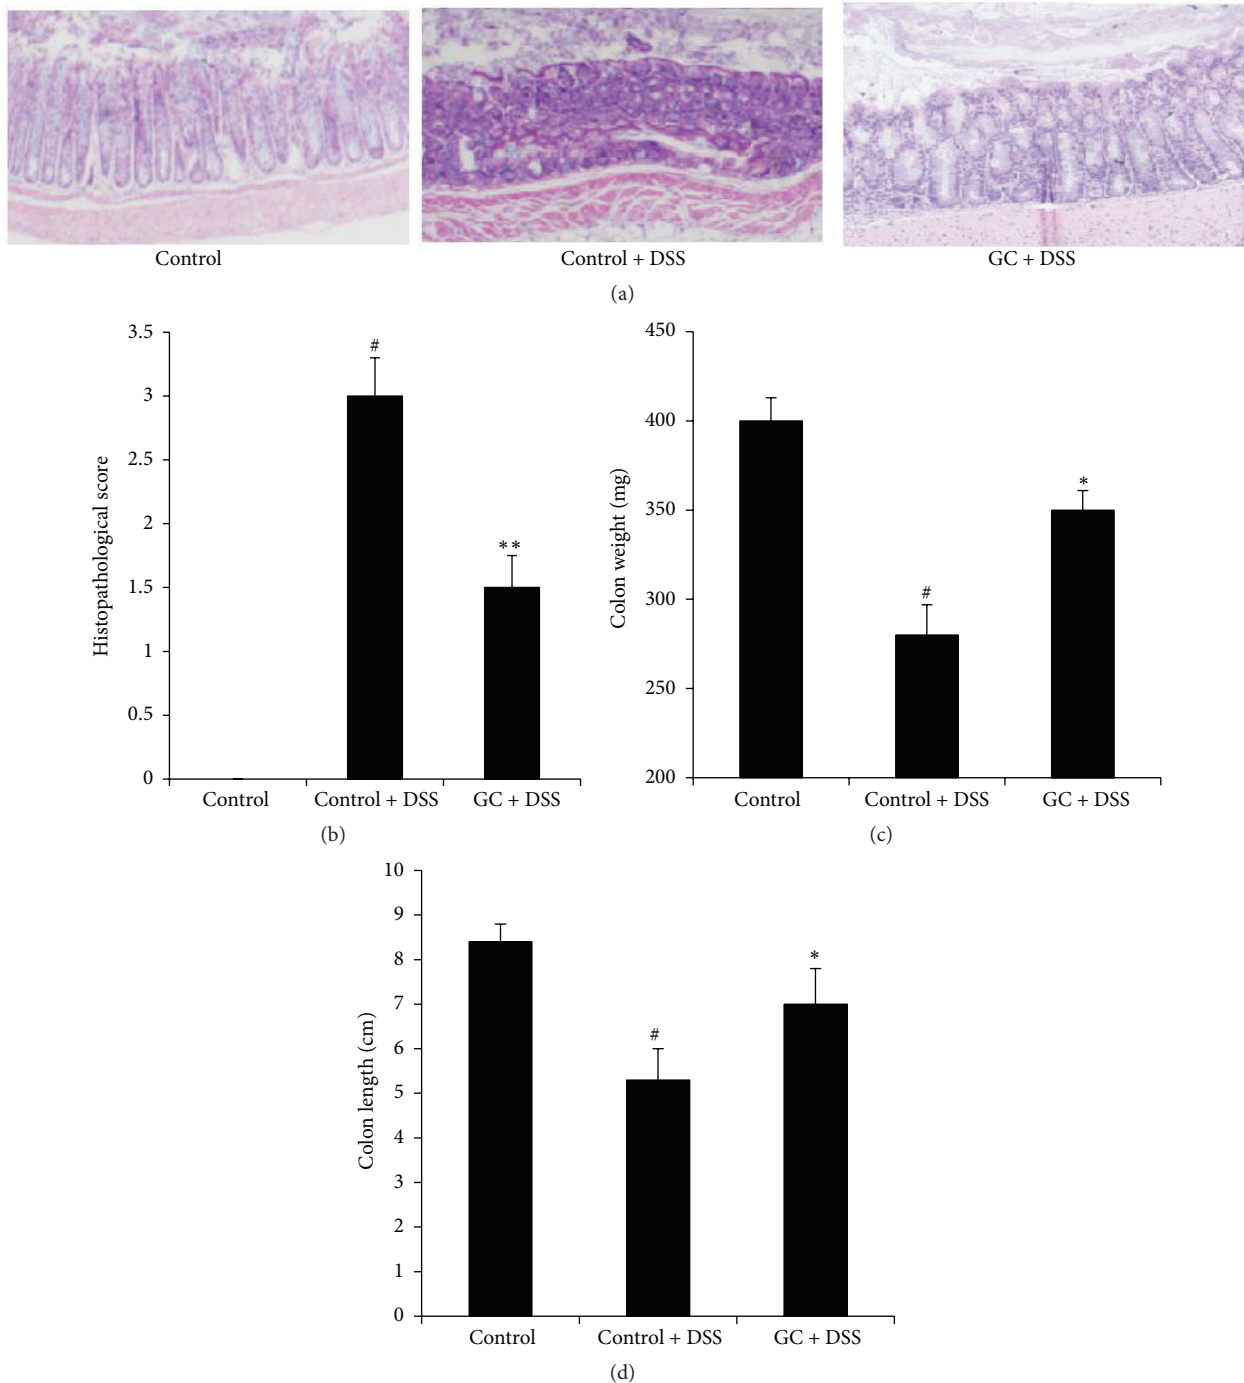 Control
Control + DSS
GC + DSS
(a)
Histopathological score
3.5
3
2.5
2
1.5
1
0.5
0
#
**
Control
Control + DSS
GC + DSS
(b)
Colon weight (mg)
450
400
350
300
250
200
#
*
Control
Control + DSS
GC + DSS
(c)
Colon length (cm)
10
9
8
7
6
5
4
3
2
1
0
#
*
Control
Control + DSS
GC + DSS
(d)